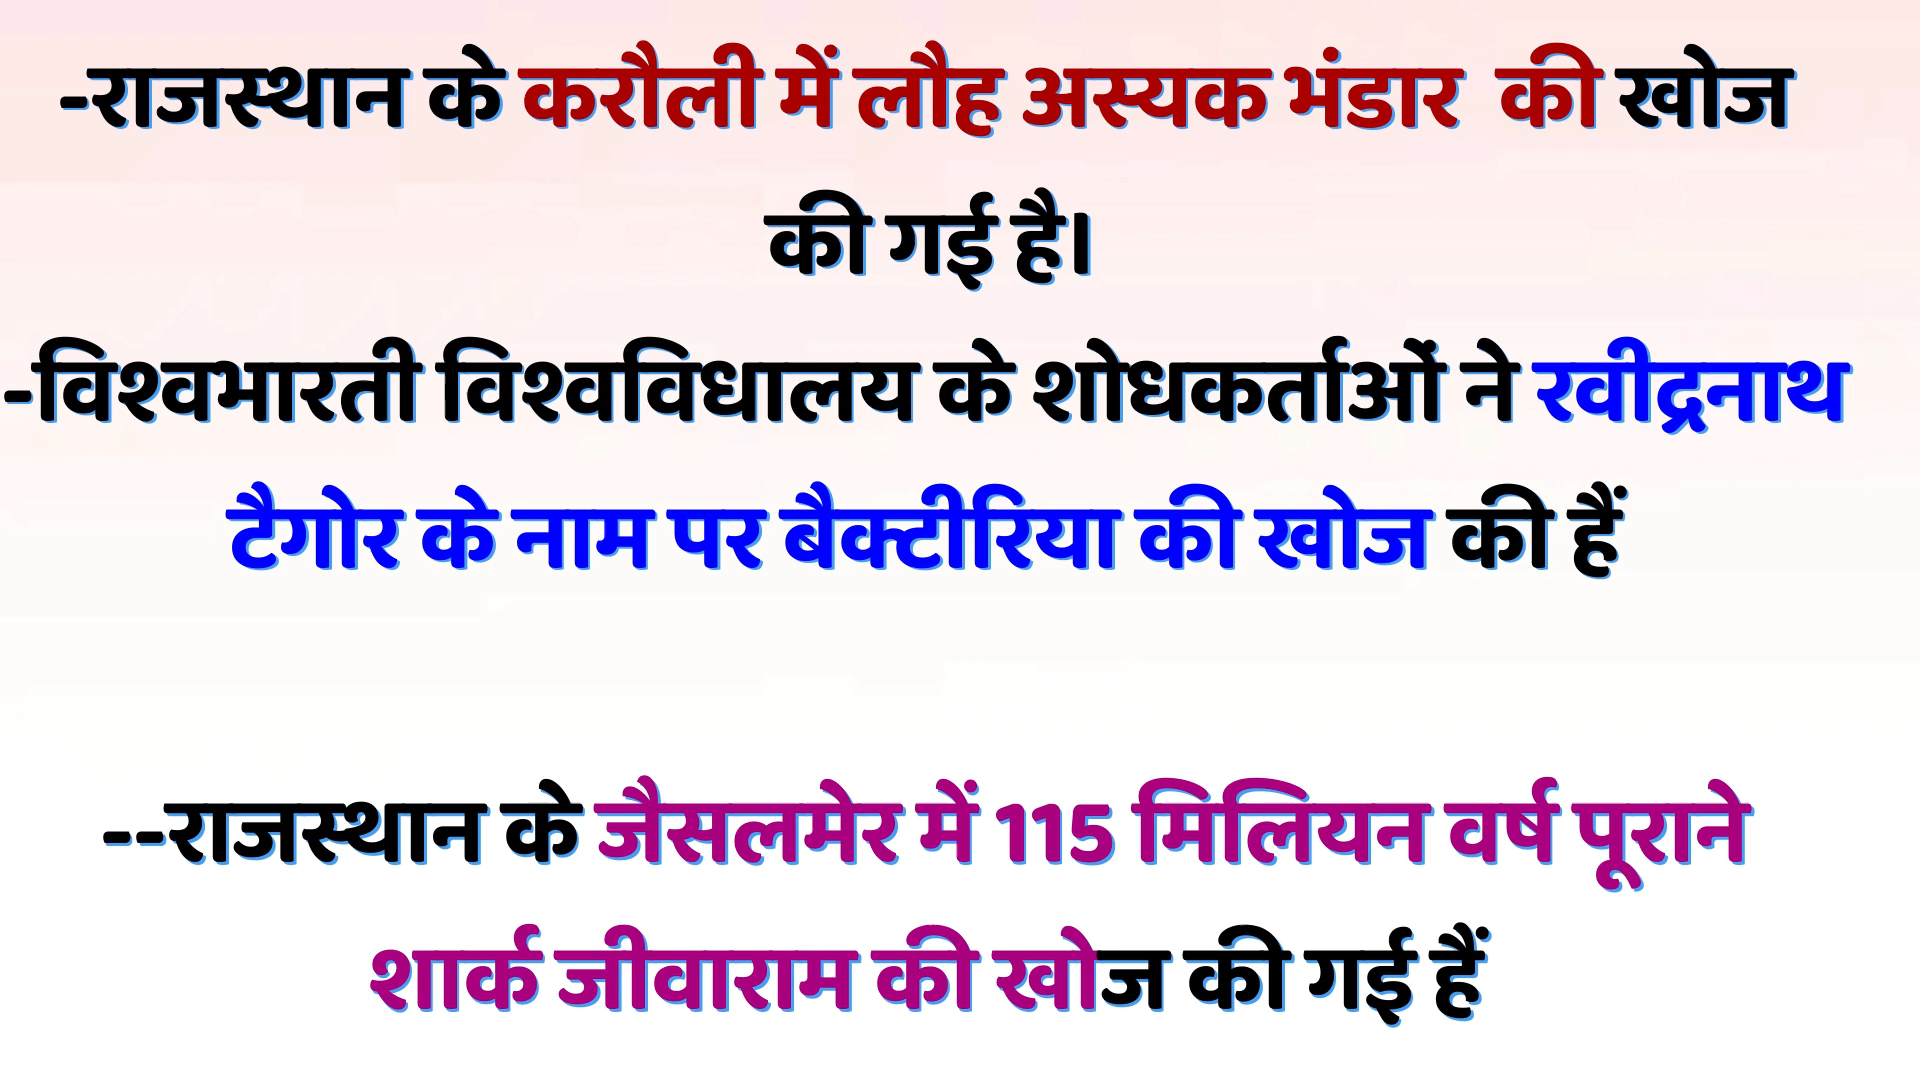 -राजस्थान के करौली में लौह अस्यक भंडार की खोज
की गई है।
-विश्वभारती विश्वविधालय के शोधकर्ताओं ने रवीद्रनाथ
टैगोर के नाम पर बैक्टीरिया की खोज की हैं
--राजस्थान के जैसलमेर में 115 मिलियन वर्ष पूराने
शार्क जीवाराम की खोज की गई हैं